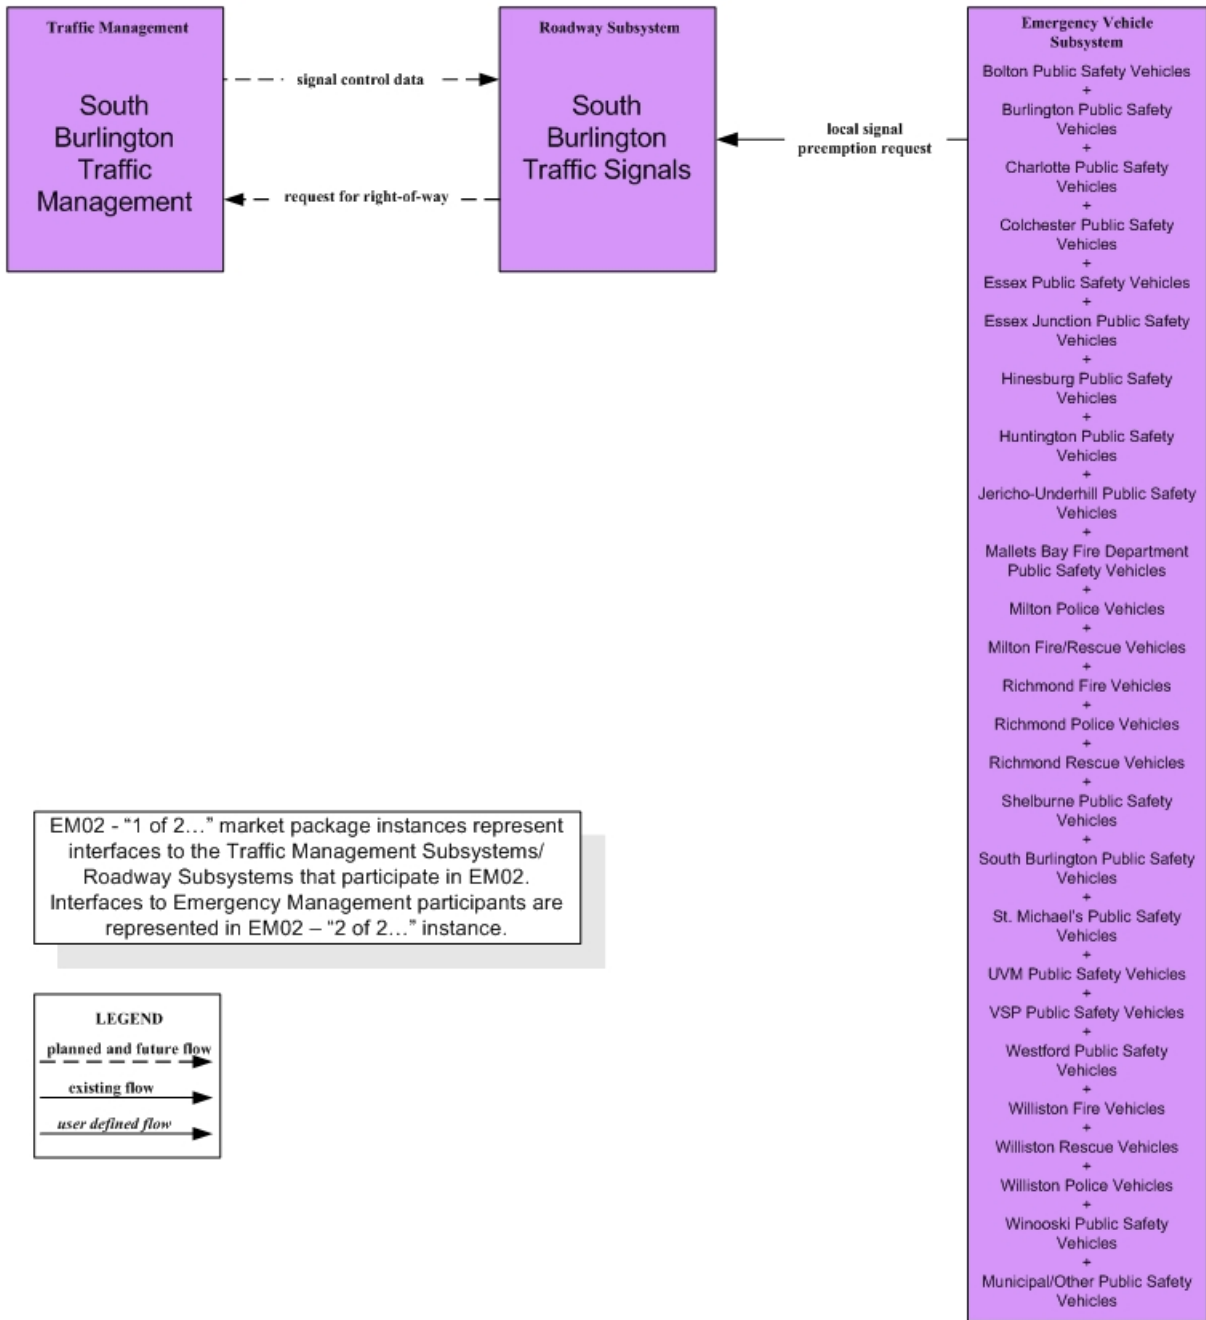 Traffic Management
South
Burlington
Traffic
Management
signal control data
request for right-of-way
Roadway Subsystem
South
Burlington
Traffic Signals
local signal
preemption request
Emergency Vehicle
Subsystem
Bolton Public Safety Vehicles
+
Burlington Public Safety
Vehicles
+
Charlotte Public Safety
Vehicles
+
Colchester Public Safety
Vehicles
+
Essex Public Safety Vehicles
+
Essex Junction Public Safety
Vehicles
+
Hinesburg Public Safety
Vehicles
+
Huntington Public Safety
Vehicles
+
Jericho-Underhill Public Safety
Vehicles
+
Mallets Bay Fire Department
Public Safety Vehicles
+
Milton Police Vehicles
+
Milton Fire/Rescue Vehicles
+
Richmond Fire Vehicles
+
Richmond Police Vehicles
+
Richmond Rescue Vehicles
+
Shelburne Public Safety
Vehicles
+
South Burlington Public Safety
Vehicles
+
St. Michael's Public Safety
Vehicles
+
UVM Public Safety Vehicles
+
VSP Public Safety Vehicles
+
Westford Public Safety
Vehicles
+
Williston Fire Vehicles
+
Williston Rescue Vehicles
+
Williston Police Vehicles
+
Winooski Public Safety
Vehicles
+
Municipal/Other Public Safety
Vehicles
EM02 - “1 of 2…” market package instances represent
interfaces to the Traffic Management Subsystems/
Roadway Subsystems that participate in EM02.
Interfaces to Emergency Management participants are
represented in EM02 – “2 of 2…” instance.
LEGEND
planned and future flow
existing flow
user defined flow